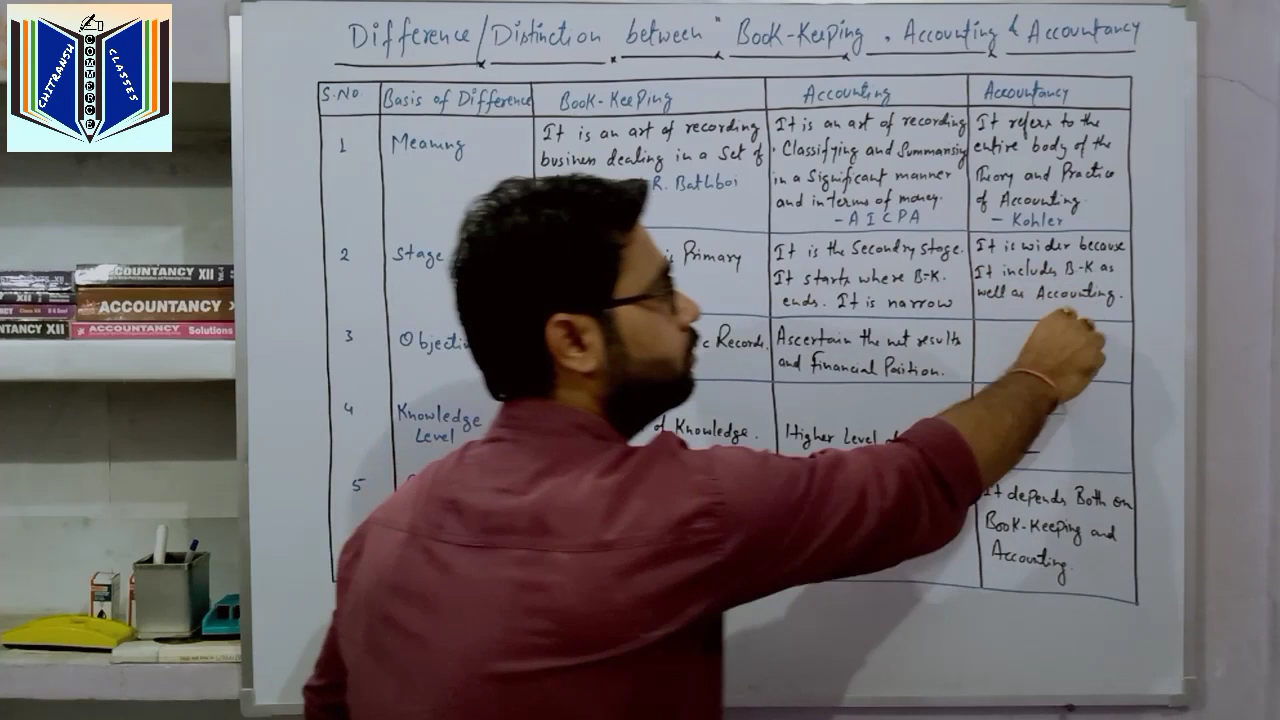 CHITRANSH
COMMERCE
CLASSES
Difference/Distinction between "Book-Keeping, Accounting & Accountancy
S.No
Basis of Difference
Book-Keeping
Accounting
Accountancy
1
Meaning
It is an art of recording
business dealing in a Set of
R. Batliboi
It is an art of recording
, Classifying and Summarsing
in a Significant manner
and in terms of money.
- AICPA
It refers to the
entire body of the
Theory and Practice
of Accounting.
- Kohler
2
Stage
Primary
It is the Secondry Stage.
It starts where B-K.
ends. It is narrow
It is wider because
It includes B-K as
well as Accounting.
3
Records.
Ascertain the net results
and Financial Position.
4
Knowledge
Level
of Knowledge.
Higher Level
5
It depends Both on
Book-Keeping and
Accounting.
ACCOUNTANCY XII
ACCOUNTANCY
XII
ACCOUNTANCY Solutions